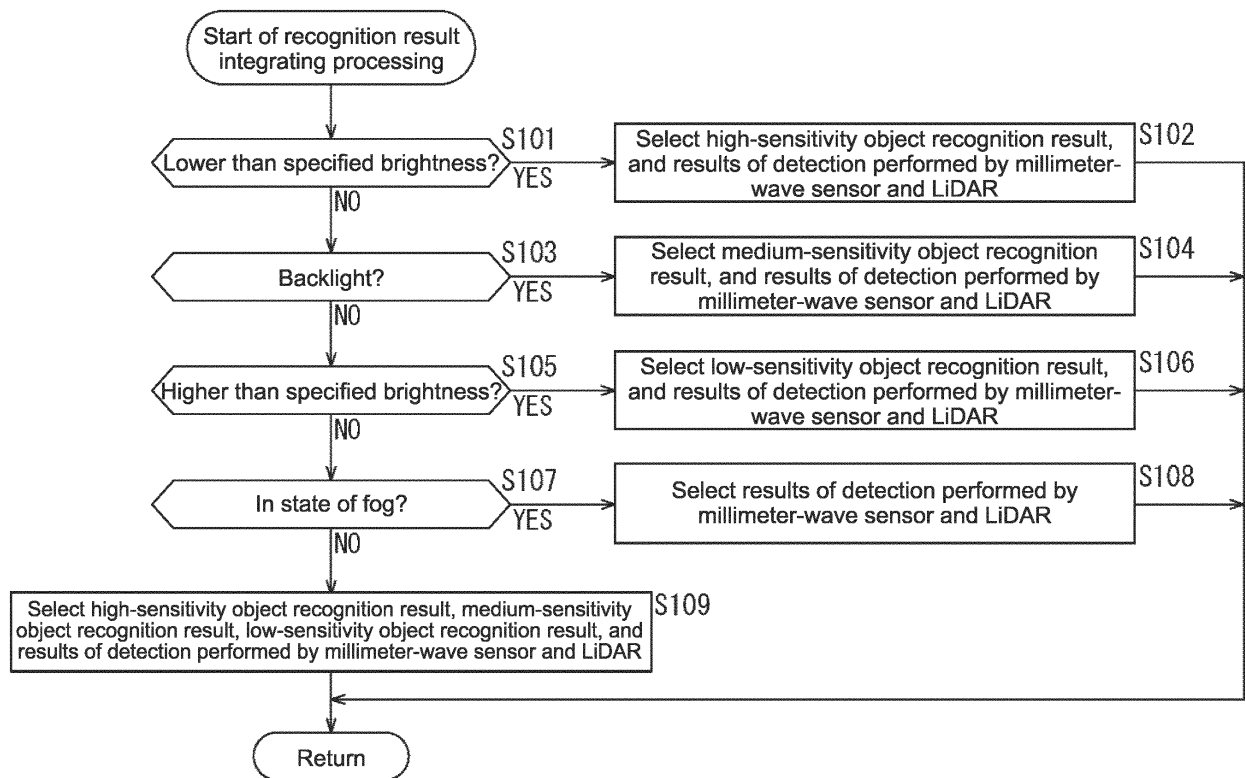 Start of recognition result
integrating processing
S101
Lower than specified brightness?
YES
NO
Select high-sensitivity object recognition result,
and results of detection performed by millimeter-
wave sensor and LiDAR
S102
S103
Backlight?
YES
NO
Select medium-sensitivity object recognition
result, and results of detection performed by
millimeter-wave sensor and LiDAR
S104
S105
Higher than specified brightness?
YES
NO
Select low-sensitivity object recognition result,
and results of detection performed by millimeter-
wave sensor and LiDAR
S106
S107
In state of fog?
YES
NO
Select results of detection performed by
millimeter-wave sensor and LiDAR
S108
Select high-sensitivity object recognition result, medium-sensitivity
object recognition result, low-sensitivity object recognition result, and
results of detection performed by millimeter-wave sensor and LiDAR
S109
Return